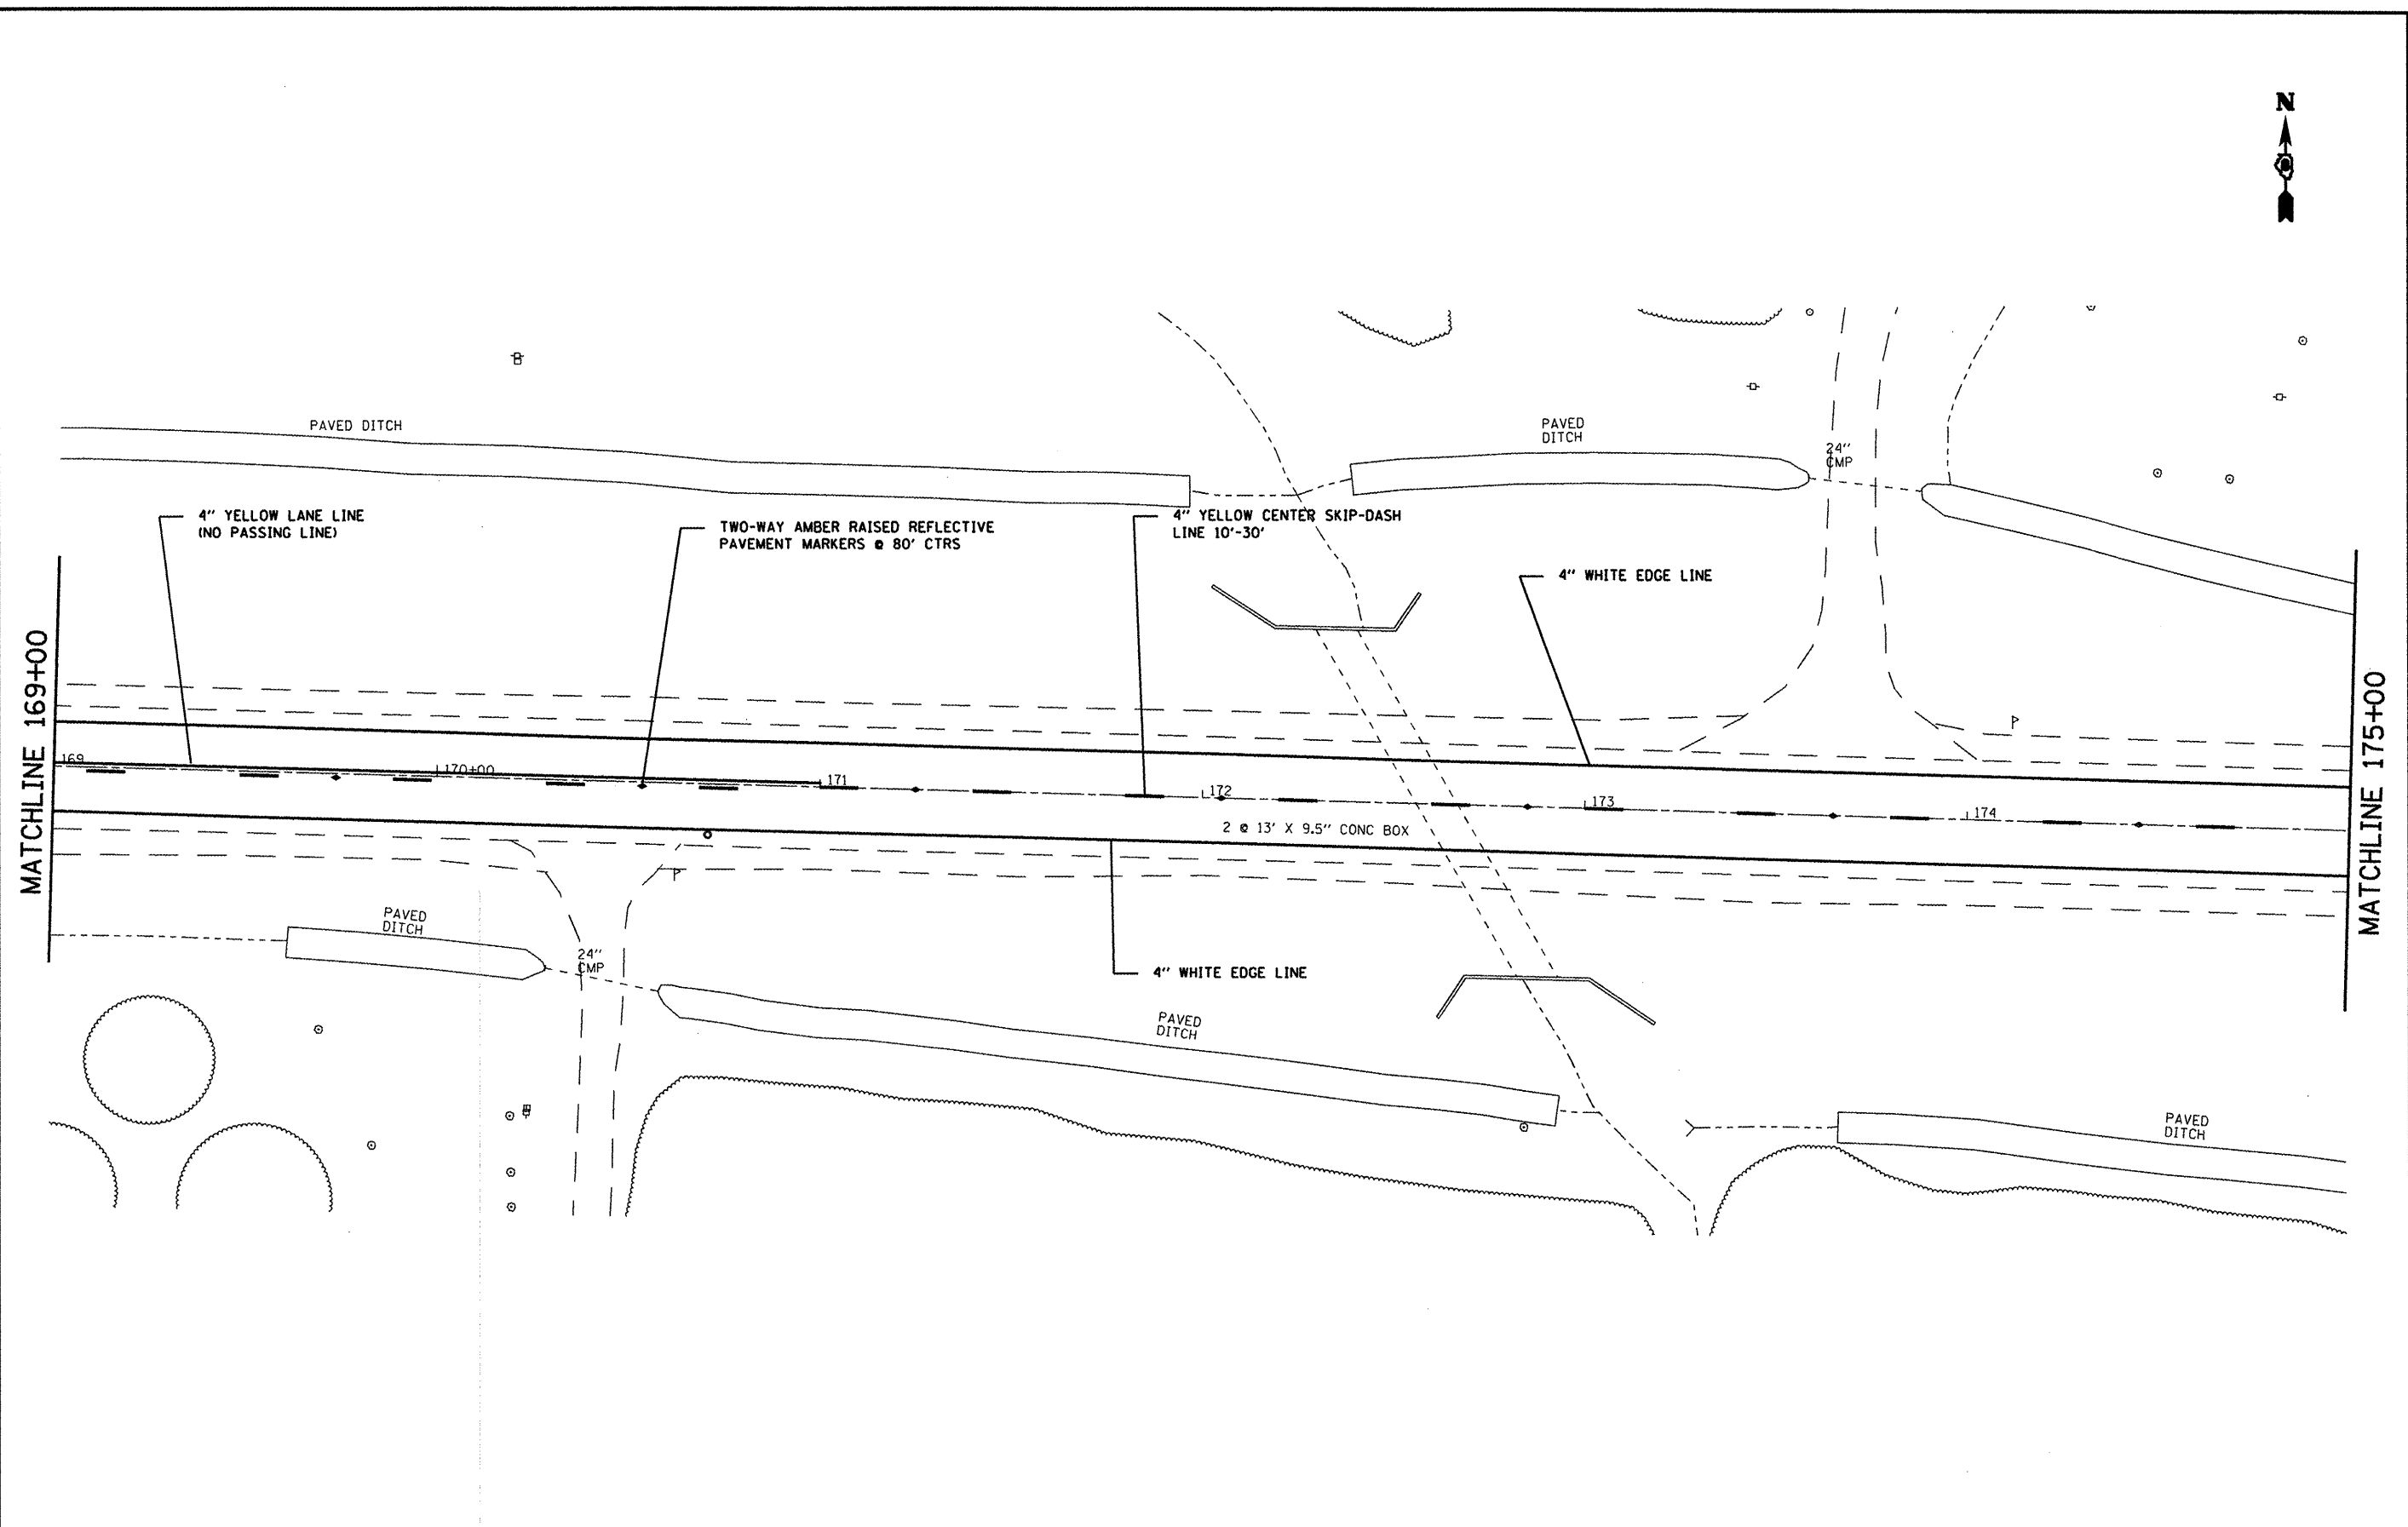 N
PAVED DITCH
PAVED
DITCH
24"
CMP
4" YELLOW LANE LINE
(NO PASSING LINE)
TWO-WAY AMBER RAISED REFLECTIVE
PAVEMENT MARKERS @ 80' CTRS
4" YELLOW CENTER SKIP-DASH
LINE 10'-30'
4" WHITE EDGE LINE
MATCHLINE 169+00
MATCHLINE 175+00
169
170+00
171
172
173
174
2 @ 13' X 9.5" CONC BOX
P
P
PAVED
DITCH
24"
CMP
4" WHITE EDGE LINE
PAVED
DITCH
PAVED
DITCH